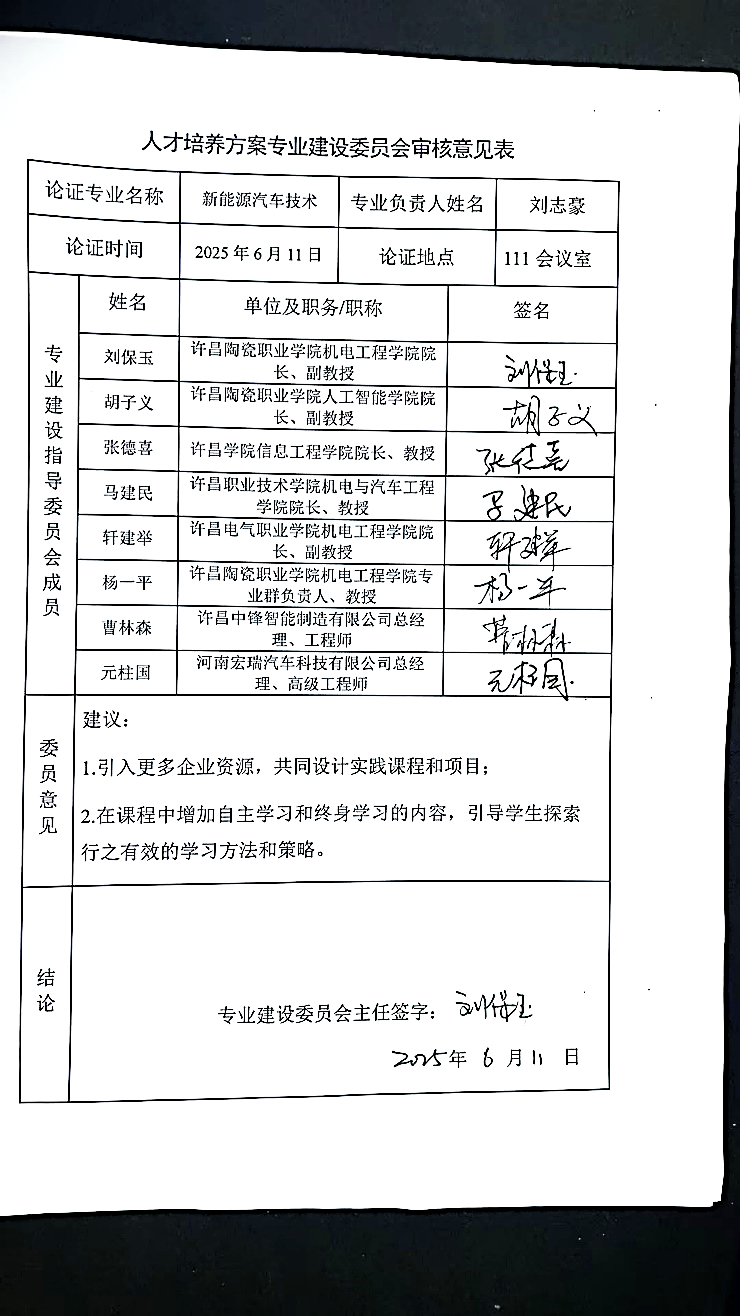 人才培养方案专业建设委员会审核意见表
论证专业名称 新能源汽车技术 专业负责人姓名 刘志豪
论证时间 2025 年 6 月 11 日 论证地点 111 会议室
专业建设指导委员会成员
姓名 单位及职务/职称 签名
刘保玉 许昌陶瓷职业学院机电工程学院院
长、副教授 刘保玉
胡子义 许昌陶瓷职业学院人工智能学院院
长、副教授 胡子义
张德喜 许昌学院信息工程学院院长、教授 张德喜
马建民 许昌职业技术学院机电与汽车工程
学院院长、教授 马建民
轩建举 许昌电气职业学院机电工程学院院
长、副教授 轩建举
杨一平 许昌陶瓷职业学院机电工程学院专
业群负责人、教授 杨一平
曹林森 许昌中锋智能制造有限公司总经
理、工程师 曹林森
元柱国 河南宏瑞汽车科技有限公司总经
理、高级工程师 元柱国
委员意见
建议：
1.引入更多企业资源，共同设计实践课程和项目；
2.在课程中增加自主学习和终身学习的内容，引导学生探索
行之有效的学习方法和策略。
结论
专业建设委员会主任签字： 刘保玉
2025年 6 月 11 日